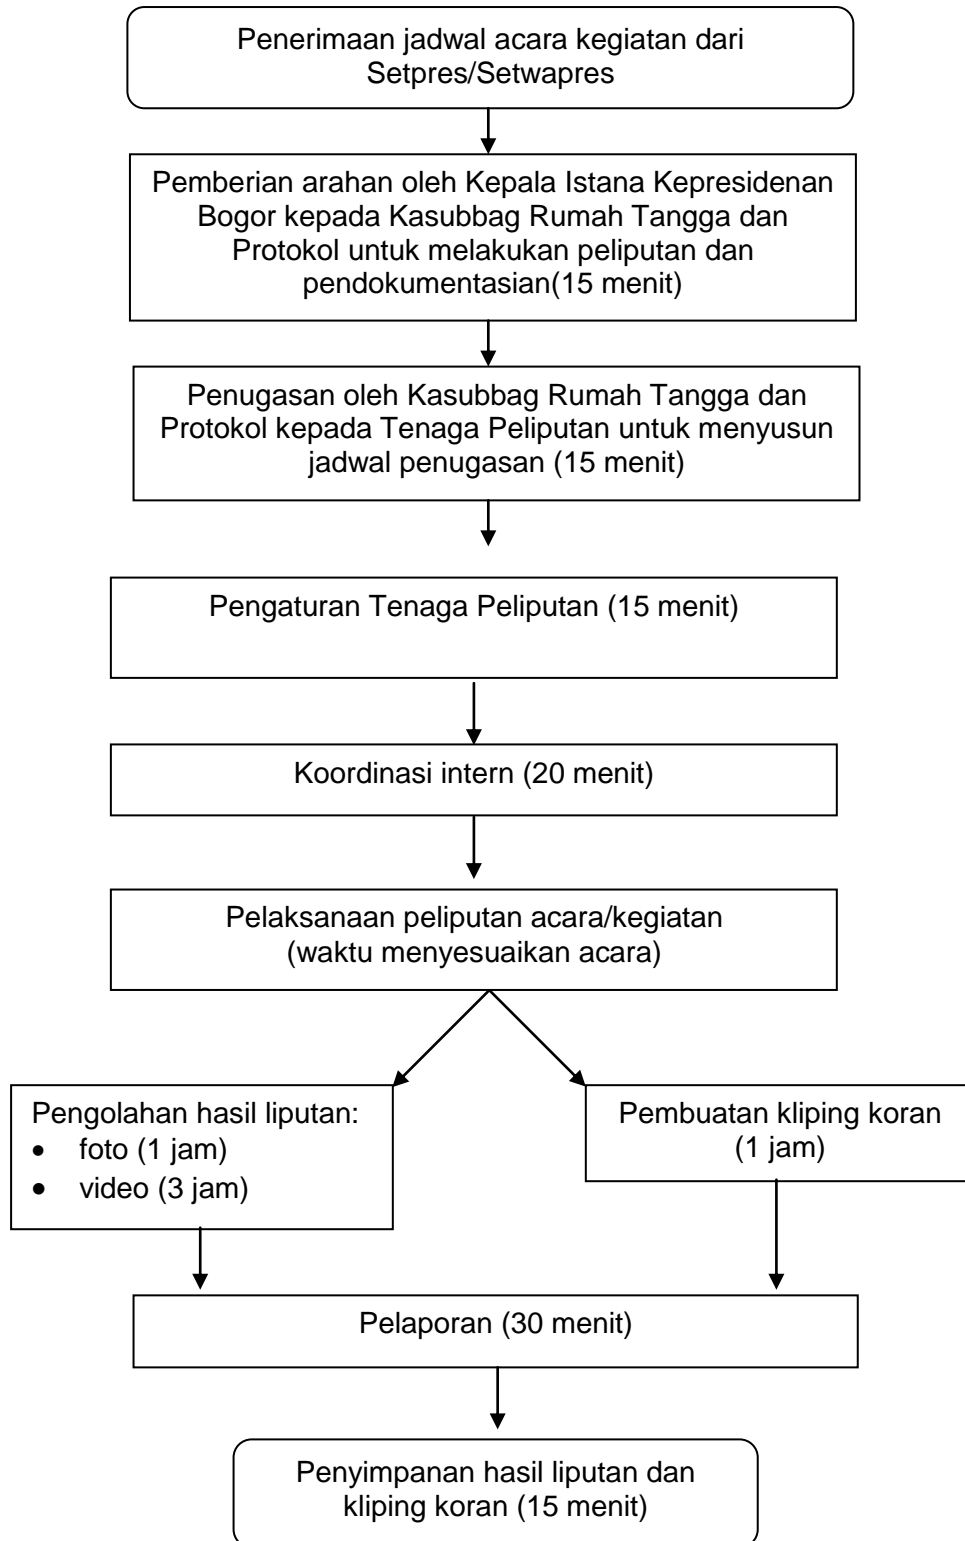 Penerimaan jadwal acara kegiatan dari
Setpres/Setwapres
Pemberian arahan oleh Kepala Istana Kepresidenan
Bogor kepada Kasubbag Rumah Tangga dan
Protokol untuk melakukan peliputan dan
pendokumentasian(15 menit)
Penugasan oleh Kasubbag Rumah Tangga dan
Protokol kepada Tenaga Peliputan untuk menyusun
jadwal penugasan (15 menit)
Pengaturan Tenaga Peliputan (15 menit)
Koordinasi intern (20 menit)
Pelaksanaan peliputan acara/kegiatan
(waktu menyesuaikan acara)
Pengolahan hasil liputan:
• foto (1 jam)
• video (3 jam)
Pembuatan kliping koran
(1 jam)
Pelaporan (30 menit)
Penyimpanan hasil liputan dan
kliping koran (15 menit)